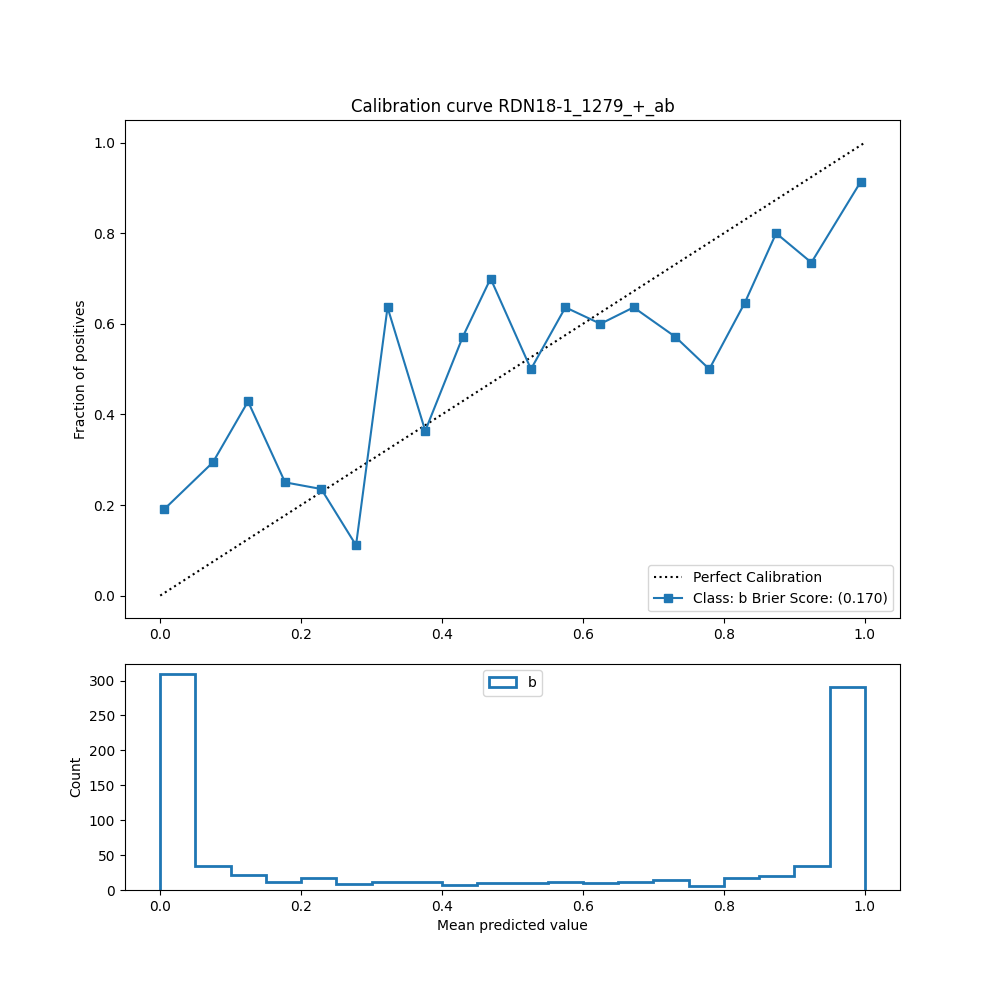 Calibration curve RDN18-1_1279_+_ab
Fraction of positives
1.0
0.8
0.6
0.4
0.2
0.0
Perfect Calibration
Class: b Brier Score: (0.170)
0.0 0.2 0.4 0.6 0.8 1.0
b
Count
300
250
200
150
100
50
0
0.0 0.2 0.4 0.6 0.8 1.0
Mean predicted value